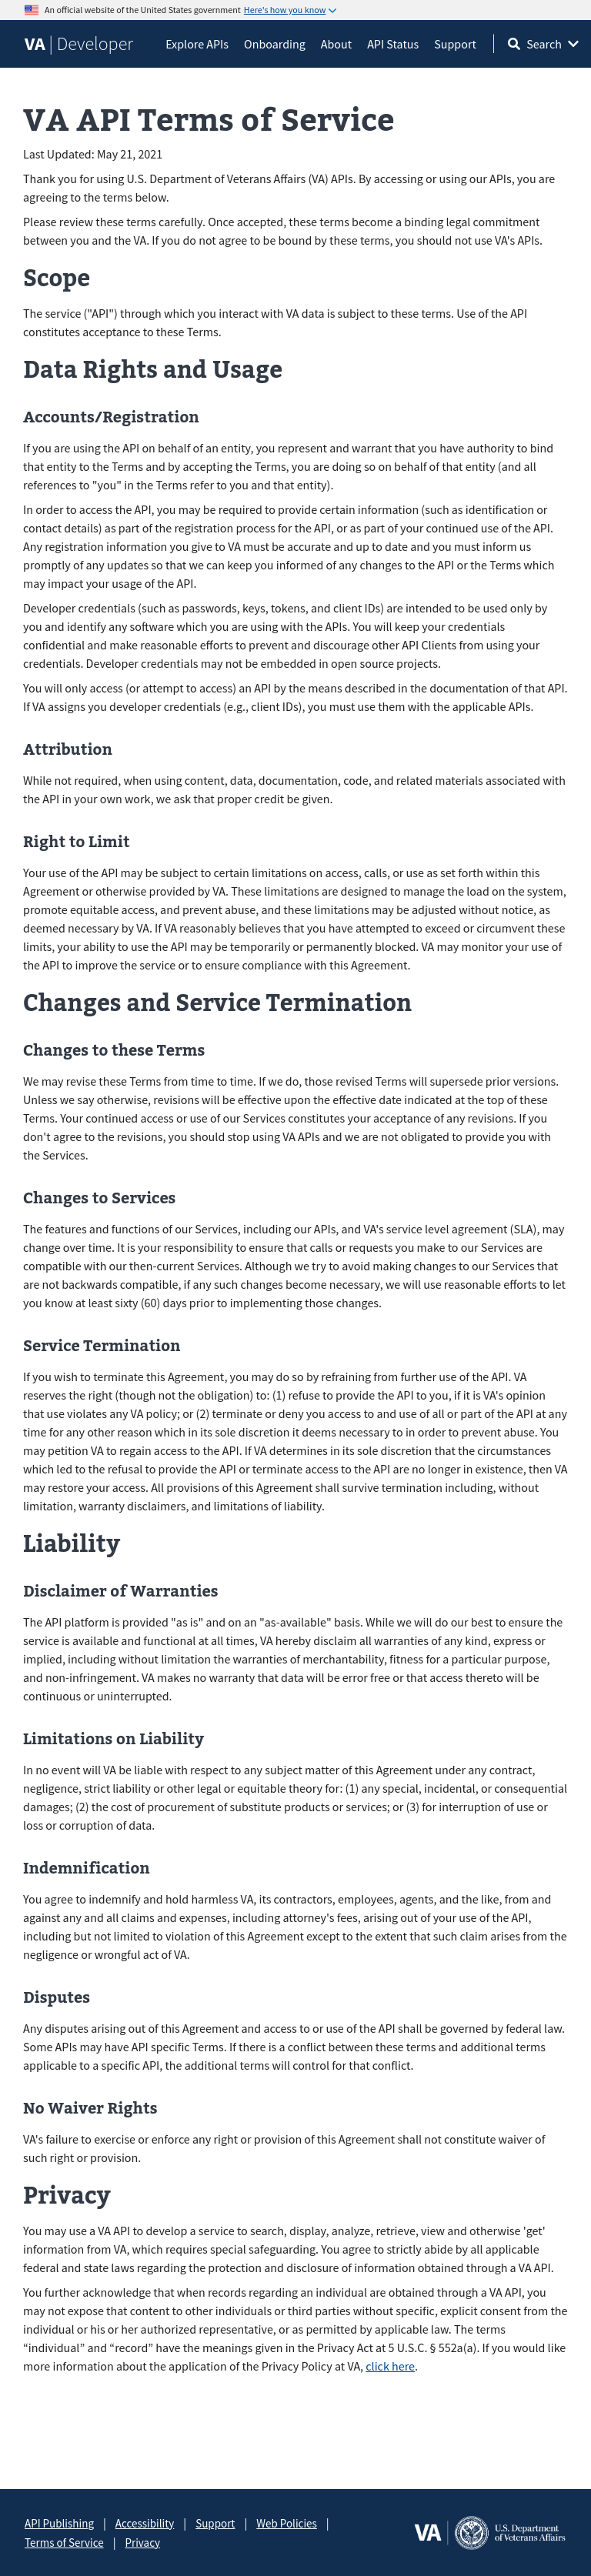 An official website of the United States government Here's how you know
VA | Developer Explore APIs Onboarding About API Status Support Search
VA API Terms of Service
Last Updated: May 21, 2021
Thank you for using U.S. Department of Veterans Affairs (VA) APIs. By accessing or using our APIs, you are
agreeing to the terms below.
Please review these terms carefully. Once accepted, these terms become a binding legal commitment
between you and the VA. If you do not agree to be bound by these terms, you should not use VA's APIs.
Scope
The service ("API") through which you interact with VA data is subject to these terms. Use of the API
constitutes acceptance to these Terms.
Data Rights and Usage
Accounts/Registration
If you are using the API on behalf of an entity, you represent and warrant that you have authority to bind
that entity to the Terms and by accepting the Terms, you are doing so on behalf of that entity (and all
references to "you" in the Terms refer to you and that entity).
In order to access the API, you may be required to provide certain information (such as identification or
contact details) as part of the registration process for the API, or as part of your continued use of the API.
Any registration information you give to VA must be accurate and up to date and you must inform us
promptly of any updates so that we can keep you informed of any changes to the API or the Terms which
may impact your usage of the API.
Developer credentials (such as passwords, keys, tokens, and client IDs) are intended to be used only by
you and identify any software which you are using with the APIs. You will keep your credentials
confidential and make reasonable efforts to prevent and discourage other API Clients from using your
credentials. Developer credentials may not be embedded in open source projects.
You will only access (or attempt to access) an API by the means described in the documentation of that API.
If VA assigns you developer credentials (e.g., client IDs), you must use them with the applicable APIs.
Attribution
While not required, when using content, data, documentation, code, and related materials associated with
the API in your own work, we ask that proper credit be given.
Right to Limit
Your use of the API may be subject to certain limitations on access, calls, or use as set forth within this
Agreement or otherwise provided by VA. These limitations are designed to manage the load on the system,
promote equitable access, and prevent abuse, and these limitations may be adjusted without notice, as
deemed necessary by VA. If VA reasonably believes that you have attempted to exceed or circumvent these
limits, your ability to use the API may be temporarily or permanently blocked. VA may monitor your use of
the API to improve the service or to ensure compliance with this Agreement.
Changes and Service Termination
Changes to these Terms
We may revise these Terms from time to time. If we do, those revised Terms will supersede prior versions.
Unless we say otherwise, revisions will be effective upon the effective date indicated at the top of these
Terms. Your continued access or use of our Services constitutes your acceptance of any revisions. If you
don't agree to the revisions, you should stop using VA APIs and we are not obligated to provide you with
the Services.
Changes to Services
The features and functions of our Services, including our APIs, and VA's service level agreement (SLA), may
change over time. It is your responsibility to ensure that calls or requests you make to our Services are
compatible with our then-current Services. Although we try to avoid making changes to our Services that
are not backwards compatible, if any such changes become necessary, we will use reasonable efforts to let
you know at least sixty (60) days prior to implementing those changes.
Service Termination
If you wish to terminate this Agreement, you may do so by refraining from further use of the API. VA
reserves the right (though not the obligation) to: (1) refuse to provide the API to you, if it is VA's opinion
that use violates any VA policy; or (2) terminate or deny you access to and use of all or part of the API at any
time for any other reason which in its sole discretion it deems necessary to in order to prevent abuse. You
may petition VA to regain access to the API. If VA determines in its sole discretion that the circumstances
which led to the refusal to provide the API or terminate access to the API are no longer in existence, then VA
may restore your access. All provisions of this Agreement shall survive termination including, without
limitation, warranty disclaimers, and limitations of liability.
Liability
Disclaimer of Warranties
The API platform is provided "as is" and on an "as-available" basis. While we will do our best to ensure the
service is available and functional at all times, VA hereby disclaim all warranties of any kind, express or
implied, including without limitation the warranties of merchantability, fitness for a particular purpose,
and non-infringement. VA makes no warranty that data will be error free or that access thereto will be
continuous or uninterrupted.
Limitations on Liability
In no event will VA be liable with respect to any subject matter of this Agreement under any contract,
negligence, strict liability or other legal or equitable theory for: (1) any special, incidental, or consequential
damages; (2) the cost of procurement of substitute products or services; or (3) for interruption of use or
loss or corruption of data.
Indemnification
You agree to indemnify and hold harmless VA, its contractors, employees, agents, and the like, from and
against any and all claims and expenses, including attorney's fees, arising out of your use of the API,
including but not limited to violation of this Agreement except to the extent that such claim arises from the
negligence or wrongful act of VA.
Disputes
Any disputes arising out of this Agreement and access to or use of the API shall be governed by federal law.
Some APIs may have API specific Terms. If there is a conflict between these terms and additional terms
applicable to a specific API, the additional terms will control for that conflict.
No Waiver Rights
VA's failure to exercise or enforce any right or provision of this Agreement shall not constitute waiver of
such right or provision.
Privacy
You may use a VA API to develop a service to search, display, analyze, retrieve, view and otherwise 'get'
information from VA, which requires special safeguarding. You agree to strictly abide by all applicable
federal and state laws regarding the protection and disclosure of information obtained through a VA API.
You further acknowledge that when records regarding an individual are obtained through a VA API, you
may not expose that content to other individuals or third parties without specific, explicit consent from the
individual or his or her authorized representative, or as permitted by applicable law. The terms
“individual” and “record” have the meanings given in the Privacy Act at 5 U.S.C. § 552a(a). If you would like
more information about the application of the Privacy Policy at VA, click here.
API Publishing | Accessibility | Support | Web Policies |
Terms of Service | Privacy
VA | U.S. Department
of Veterans Affairs